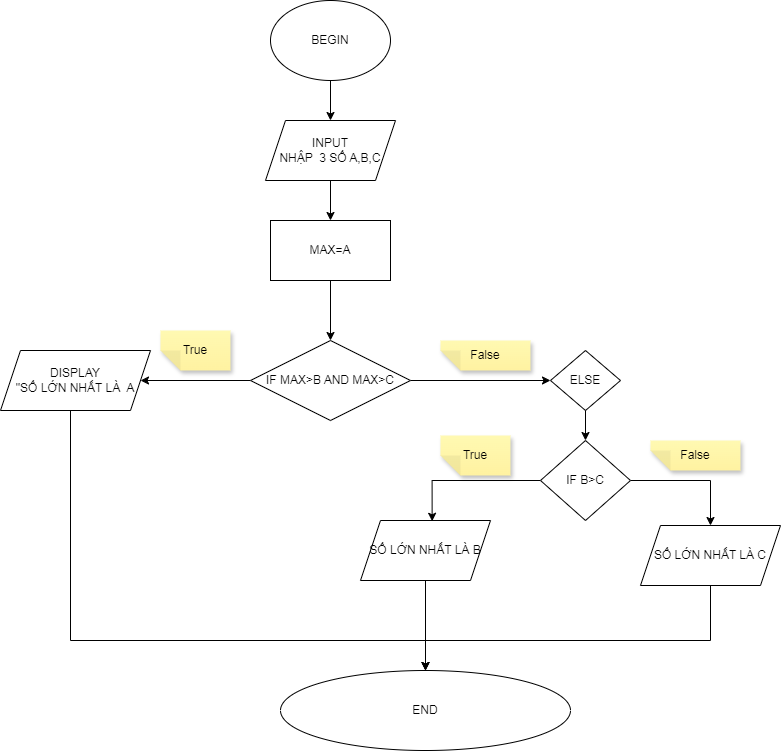 BEGIN
INPUT
NHẬP 3 SỐ A,B,C
MAX=A
True
False
DISPLAY
"SỐ LỚN NHẤT LÀ A
IF MAX>B AND MAX>C
ELSE
True
False
IF B>C
SỐ LỚN NHẤT LÀ B
SỐ LỚN NHẤT LÀ C
END